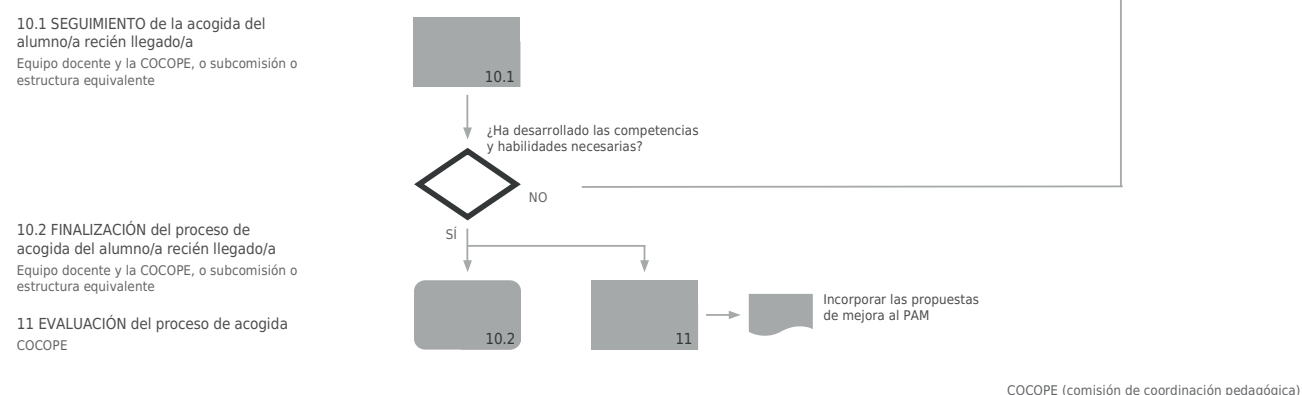 10.1 SEGUIMIENTO de la acogida del
alumno/a recién llegado/a
Equipo docente y la COCOPE, o subcomisión o
estructura equivalente
10.1
¿Ha desarrollado las competencias
y habilidades necesarias?
NO
SÍ
10.2 FINALIZACIÓN del proceso de
acogida del alumno/a recién llegado/a
Equipo docente y la COCOPE, o subcomisión o
estructura equivalente
11 EVALUACIÓN del proceso de acogida
COCOPE
10.2
11
Incorporar las propuestas
de mejora al PAM
COCOPE (comisión de coordinación pedagógica)